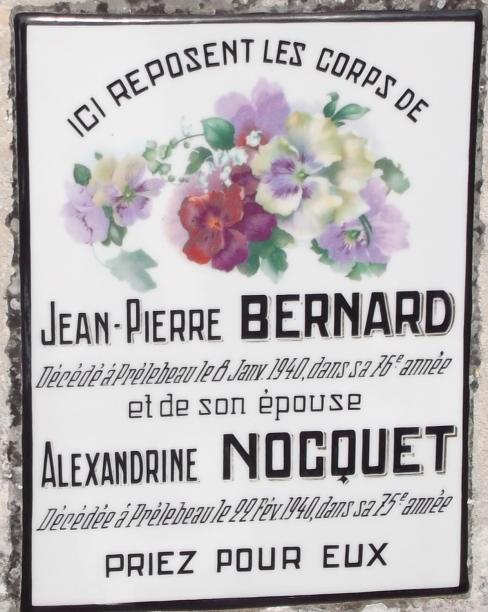 ICI REPOSENT LES CORPS DE
JEAN-PIERRE BERNARD
Décédé à Prélebeau le 8 Janv. 1940, dans sa 76e année
et de son épouse
ALEXANDRINE NOCQUET
Décédée à Prélebeau le 22 Fév. 1940, dans sa 75e année
PRIEZ POUR EUX